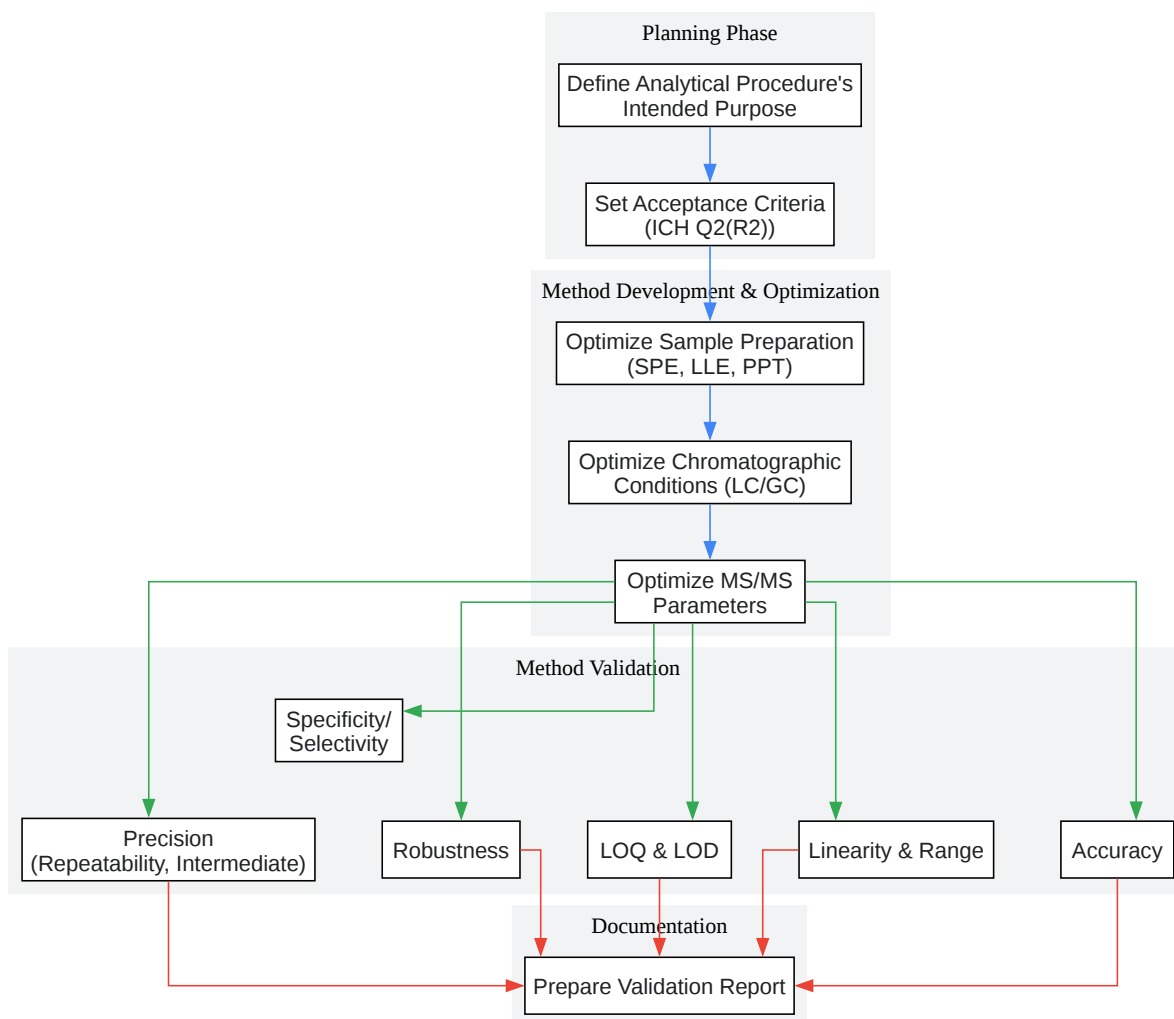 Planning Phase
Define Analytical Procedure's
Intended Purpose
Set Acceptance Criteria
(ICH Q2(R2))
Method Development & Optimization
Optimize Sample Preparation
(SPE, LLE, PPT)
Optimize Chromatographic
Conditions (LC/GC)
Optimize MS/MS
Parameters
Method Validation
Specificity/
Selectivity
Precision
(Repeatability, Intermediate)
Robustness
LOQ & LOD
Linearity & Range
Accuracy
Documentation
Prepare Validation Report